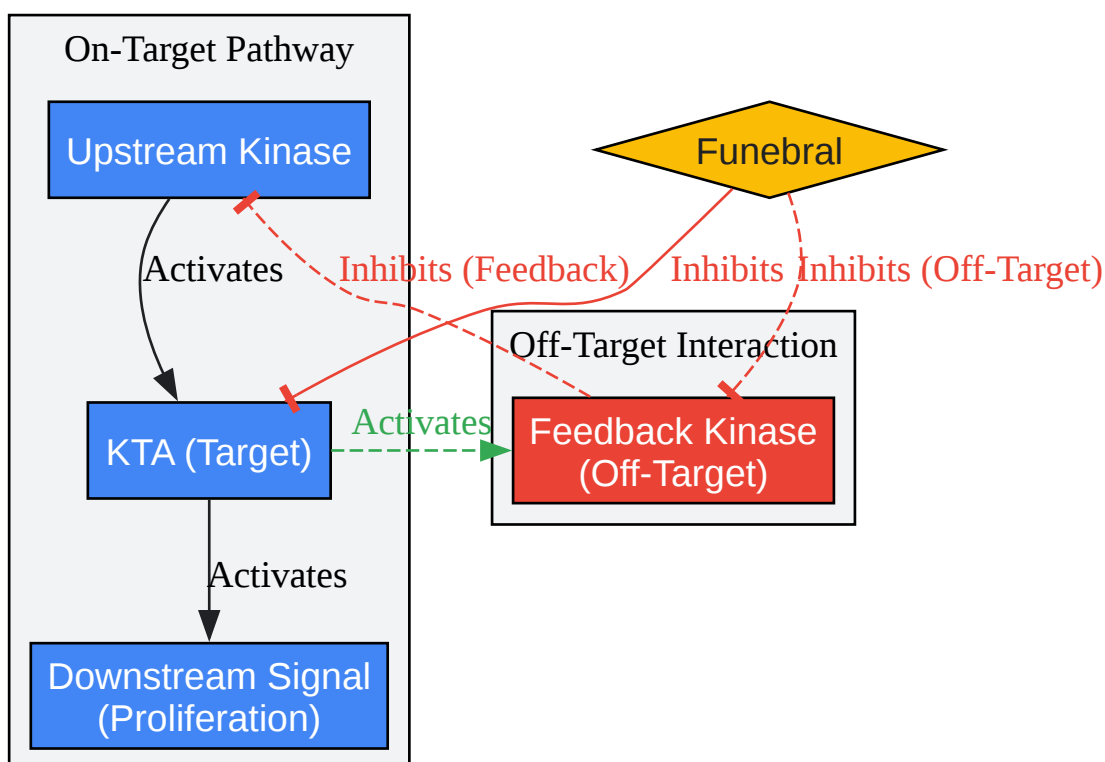 On-Target Pathway
Upstream Kinase
Funebral
Activates
Inhibits (Feedback)
Inhibits
Inhibits (Off-Target)
Off-Target Interaction
KTA (Target)
Activates
Feedback Kinase
(Off-Target)
Activates
Downstream Signal
(Proliferation)